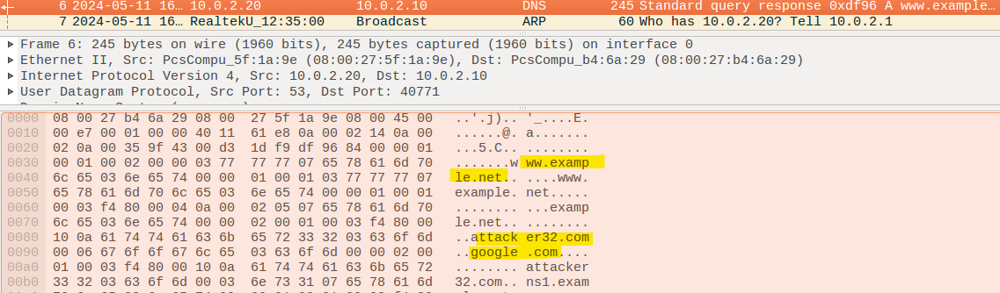 6 2024-05-11 16… 10.0.2.20 10.0.2.10 DNS 245 Standard query response 0xdf96 A www.example…
7 2024-05-11 16… RealtekU_12:35:00 Broadcast ARP 60 Who has 10.0.2.20? Tell 10.0.2.1
Frame 6: 245 bytes on wire (1960 bits), 245 bytes captured (1960 bits) on interface 0
Ethernet II, Src: PcsCompu_5f:1a:9e (08:00:27:5f:1a:9e), Dst: PcsCompu_b4:6a:29 (08:00:27:b4:6a:29)
Internet Protocol Version 4, Src: 10.0.2.20, Dst: 10.0.2.10
User Datagram Protocol, Src Port: 53, Dst Port: 40771
0000 08 00 27 b4 6a 29 08 00 27 5f 1a 9e 08 00 45 00 ..'.j).. '_....E.
0010 00 e7 00 01 00 00 40 11 61 e8 0a 00 02 14 0a 00 ......@. a.......
0020 02 0a 00 35 9f 43 00 d3 1d f9 df 96 84 00 00 01 ...5.C.. ........
0030 00 01 00 02 00 00 03 77 77 77 07 65 78 61 6d 70 .......w ww.examp
0040 6c 65 03 6e 65 74 00 00 01 00 01 03 77 77 77 07 le.net.. ....www.
0050 65 78 61 6d 70 6c 65 03 6e 65 74 00 00 01 00 01 example. net.....
0060 00 03 f4 80 00 04 0a 00 02 05 07 65 78 61 6d 70 ........ ...examp
0070 6c 65 03 6e 65 74 00 00 02 00 01 00 03 f4 80 00 le.net.. ........
0080 10 0a 61 74 74 61 63 6b 65 72 33 32 03 63 6f 6d ..attack er32.com
0090 00 06 67 6f 6f 67 6c 65 03 63 6f 6d 00 00 02 00 ..google .com....
00a0 01 00 03 f4 80 00 10 0a 61 74 74 61 63 6b 65 72 ........ attacker
00b0 33 32 03 63 6f 6d 00 03 6e 73 31 07 65 78 61 6d 32.com.. ns1.exam